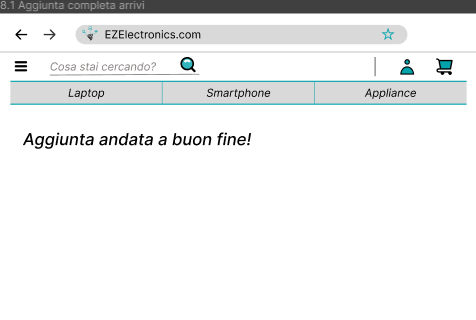 8.1 Aggiunta completa arrivi
EZElectronics.com
Cosa stai cercando?
Laptop Smartphone Appliance
Aggiunta andata a buon fine!